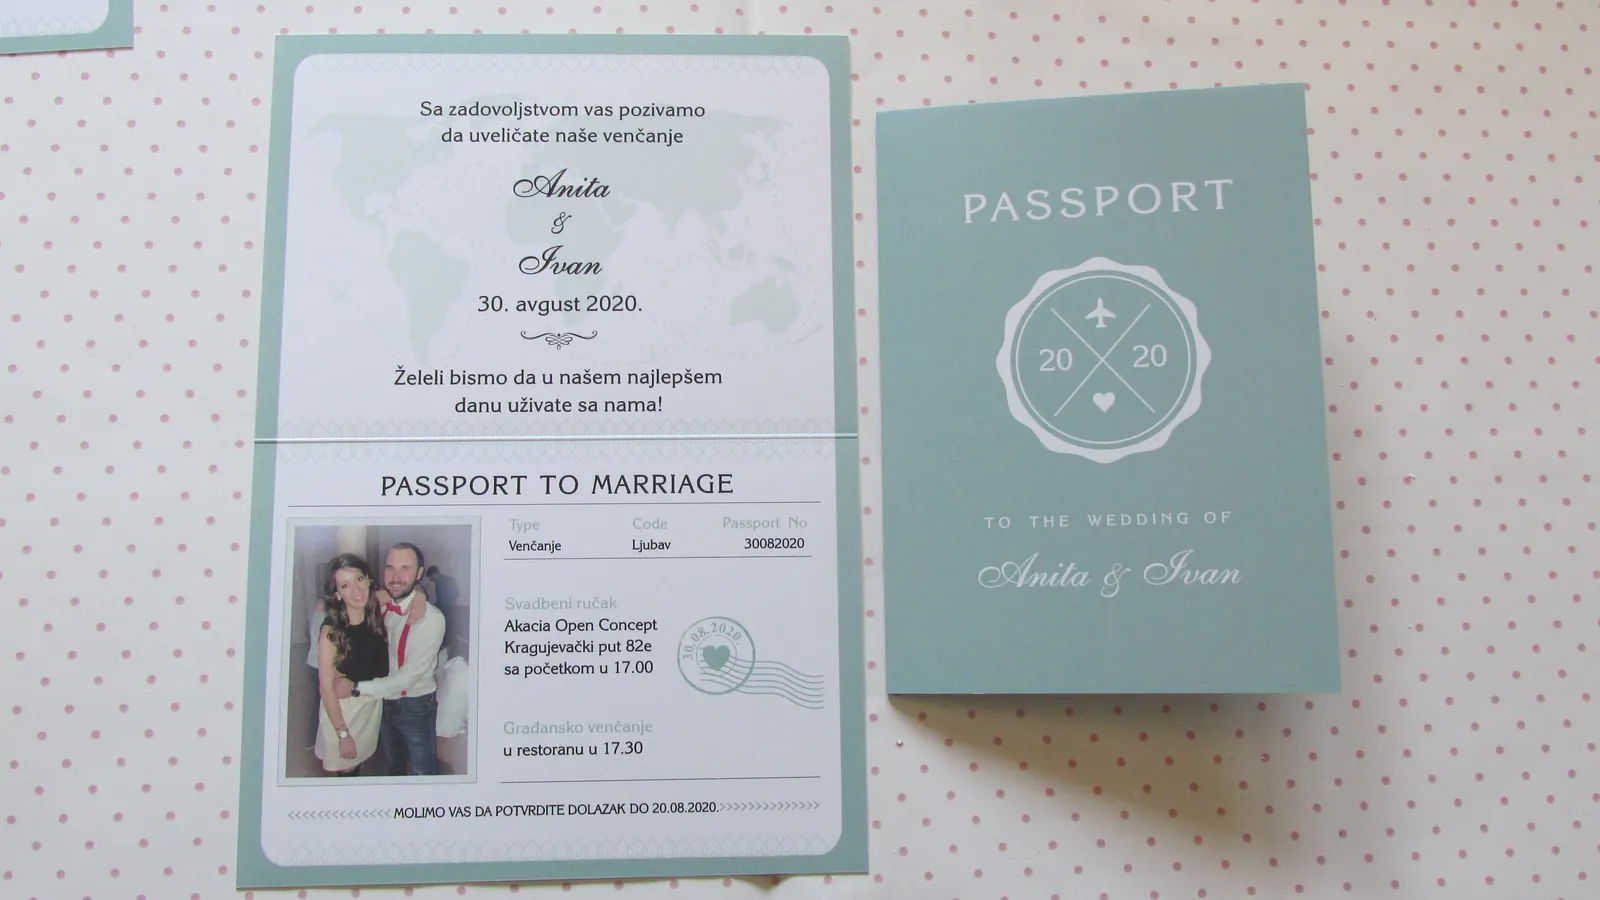 Sa zadovoljstvom vas pozivamo
da uveličate naše venčanje
Anita
&
Ivan
30. avgust 2020.
Želeli bismo da u našem najlepšem
danu uživate sa nama!
PASSPORT TO MARRIAGE
Type Code Passport No
Venčanje Ljubav 30082020
Svadbeni ručak
Akacia Open Concept
Kragujevački put 82e
sa početkom u 17.00
30.08.2020.
Građansko venčanje
u restoranu u 17.30
<<<<<<<<<<<<<< MOLIMO VAS DA POTVRDITE DOLAZAK DO 20.08.2020.>>>>>>>>>>>>>>
PASSPORT
20 20
TO THE WEDDING OF
Anita & Ivan